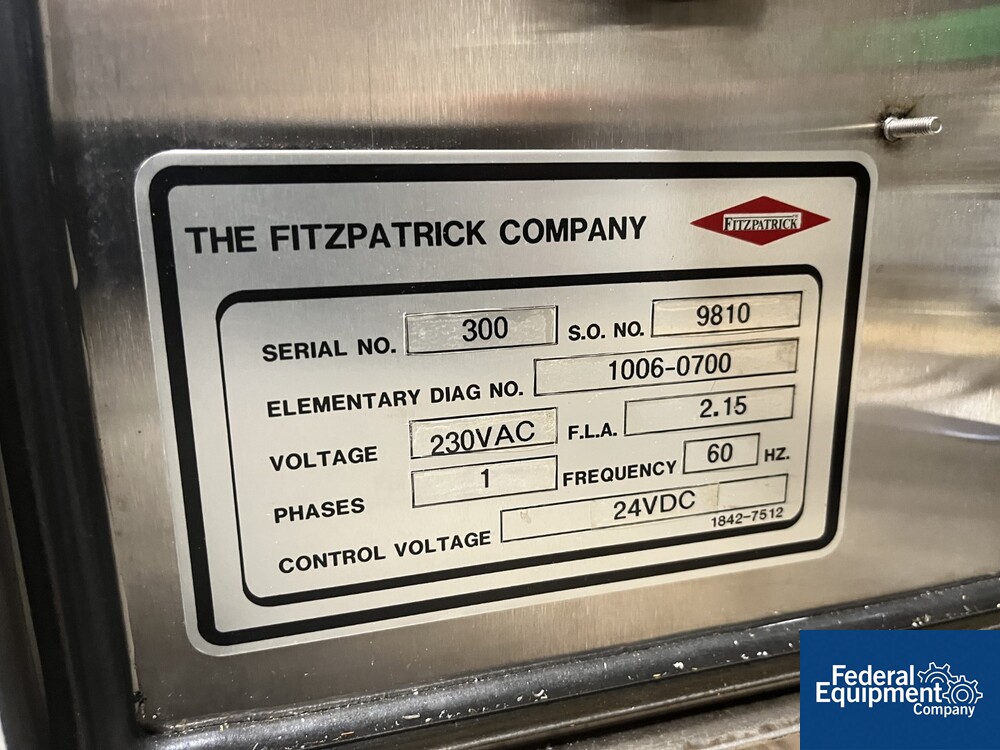 THE FITZPATRICK COMPANY
FITZPATRICK
SERIAL NO. 300 S.O. NO. 9810
ELEMENTARY DIAG NO. 1006-0700
VOLTAGE 230VAC F.L.A. 2.15
PHASES 1 FREQUENCY 60 HZ.
CONTROL VOLTAGE 24VDC
1842-7512
Federal
Equipment
Company